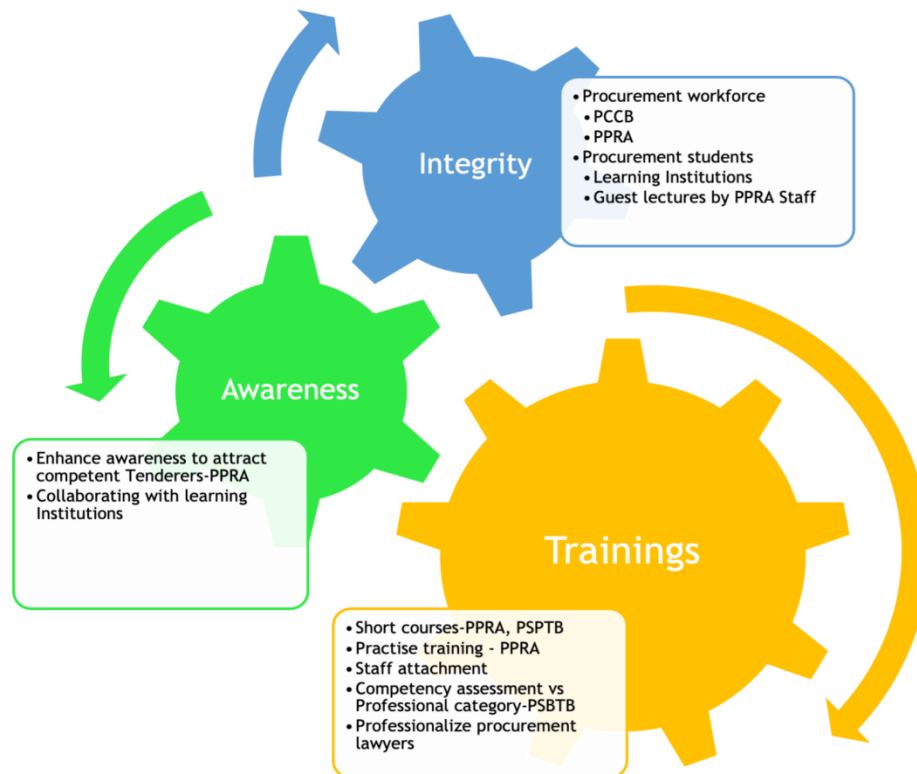 Integrity
• Procurement workforce
• PCCB
• PPRA
• Procurement students
• Learning Institutions
• Guest lectures by PPRA Staff
Awareness
• Enhance awareness to attract
competent Tenderers-PPRA
• Collaborating with learning
Institutions
Trainings
• Short courses-PPRA, PSPTB
• Practise training - PPRA
• Staff attachment
• Competency assessment vs
Professional category-PSBTB
• Professionalize procurement
lawyers